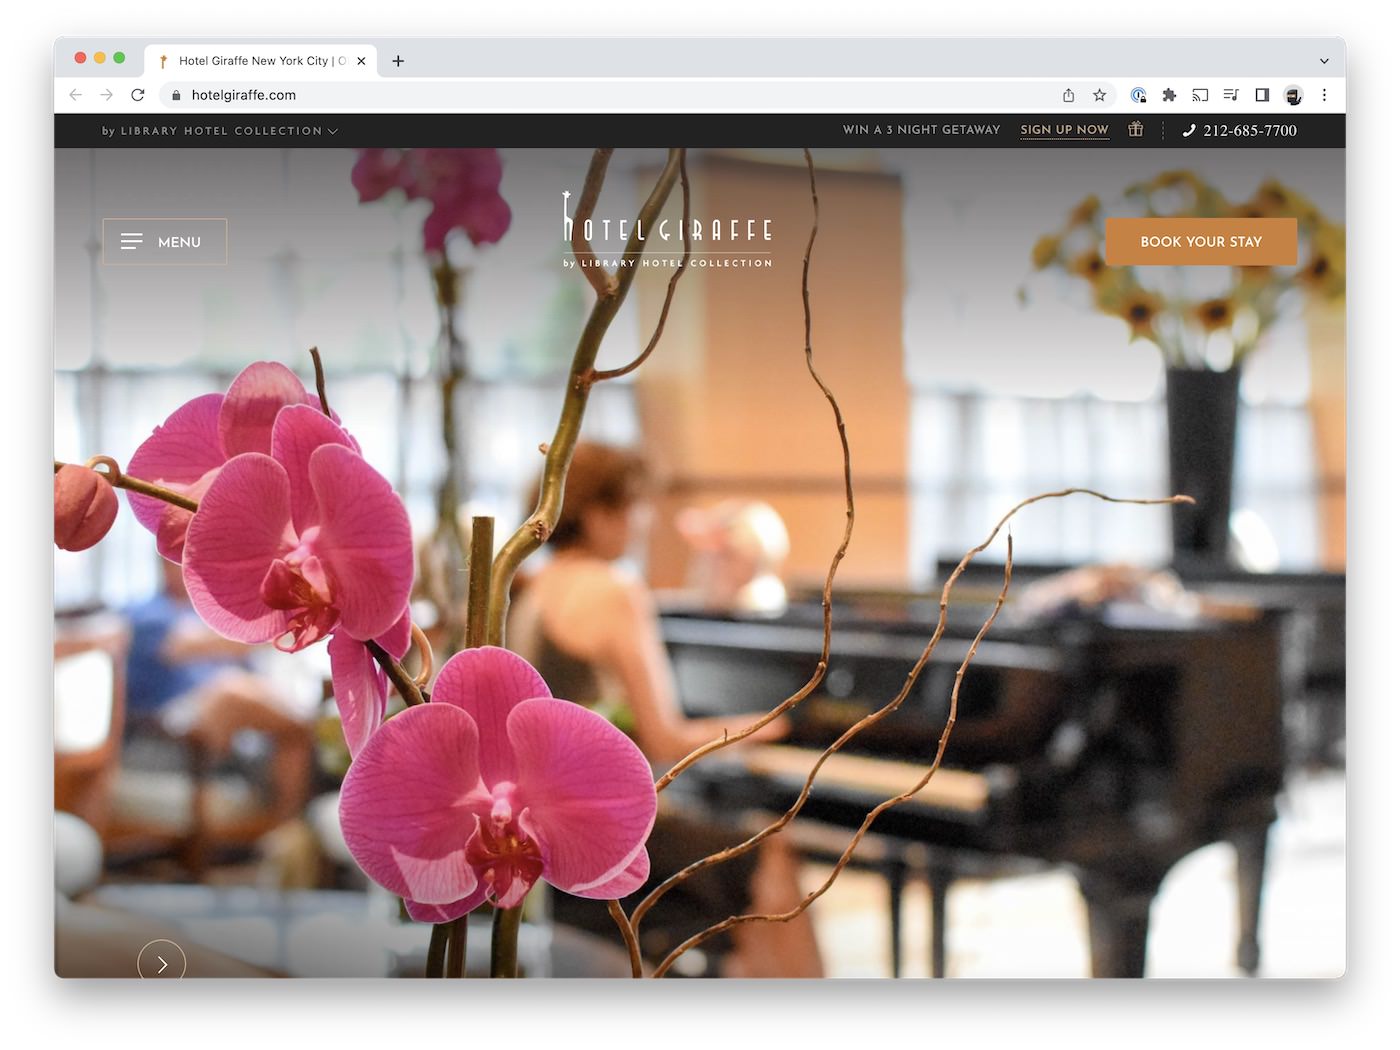 Hotel Giraffe New York City | O
hotelgiraffe.com
by LIBRARY HOTEL COLLECTION
WIN A 3 NIGHT GETAWAY
SIGN UP NOW
212-685-7700
MENU
hOTEL GIRAFFE
by LIBRARY HOTEL COLLECTION
BOOK YOUR STAY